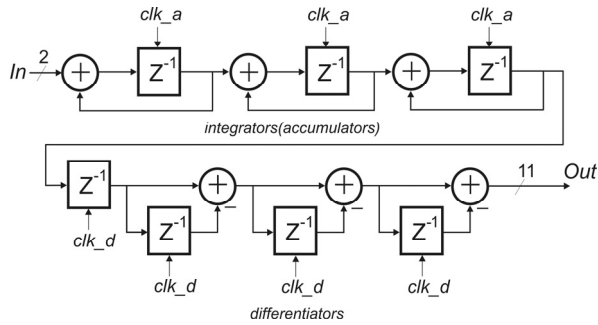 clk_a clk_a clk_a
In 2 + Z⁻¹ + Z⁻¹ + Z⁻¹
integrators(accumulators)
Z⁻¹ + + + 11 Out
clk_d Z⁻¹ – Z⁻¹ – Z⁻¹ –
clk_d clk_d clk_d
differentiators